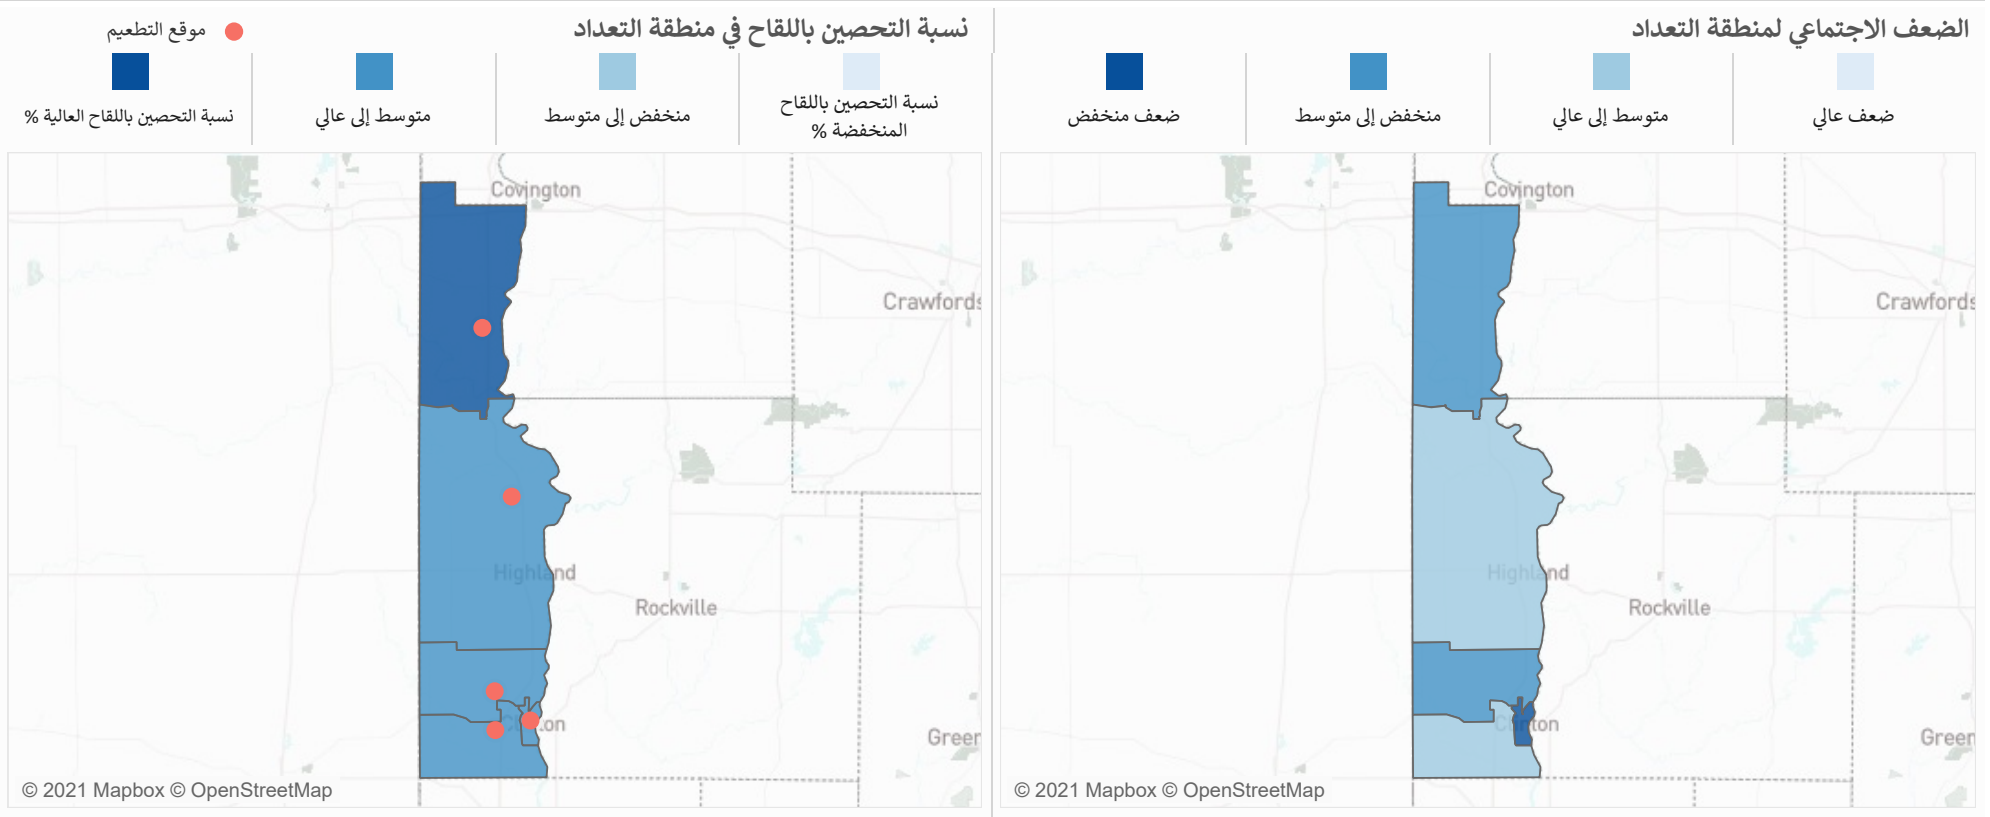 الضعف الاجتماعي لمنطقة التعداد
ضعف عالي
متوسط إلى عالي
منخفض إلى متوسط
ضعف منخفض
Covington
Crawfords
Highland
Rockville
Clinton
Green
© 2021 Mapbox © OpenStreetMap
نسبة التحصين باللقاح في منطقة التعداد
موقع التطعيم
نسبة التحصين باللقاح
المنخفضة %
منخفض إلى متوسط
متوسط إلى عالي
نسبة التحصين باللقاح العالية %
Covington
Crawfords
Highland
Rockville
Clinton
Green
© 2021 Mapbox © OpenStreetMap